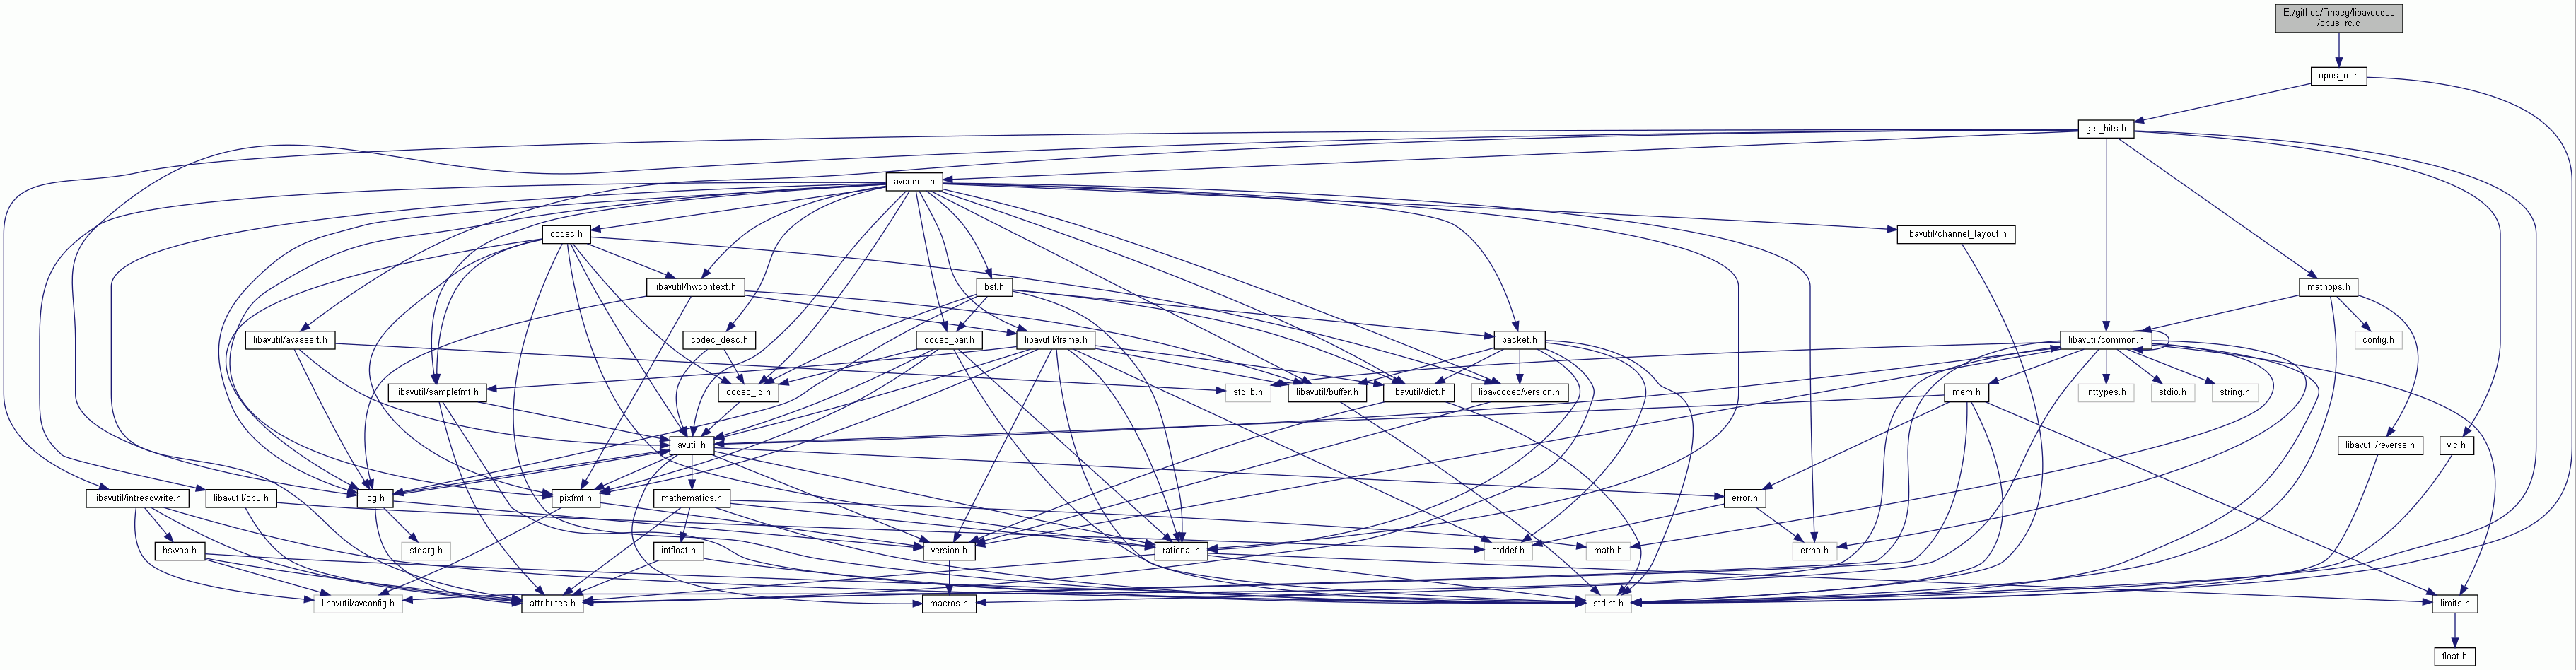 E:/github/ffmpeg/libavcodec
/opus_rc.c
opus_rc.h
get_bits.h
avcodec.h
codec.h
libavutil/channel_layout.h
libavutil/hwcontext.h
bsf.h
mathops.h
libavutil/avassert.h
codec_desc.h
codec_par.h
libavutil/frame.h
packet.h
libavutil/common.h
config.h
libavutil/samplefmt.h
codec_id.h
stdlib.h
libavutil/buffer.h
libavutil/dict.h
libavcodec/version.h
mem.h
inttypes.h
stdio.h
string.h
avutil.h
libavutil/reverse.h
vlc.h
libavutil/intreadwrite.h
libavutil/cpu.h
log.h
pixfmt.h
mathematics.h
error.h
bswap.h
stdarg.h
intfloat.h
version.h
rational.h
stddef.h
math.h
errno.h
libavutil/avconfig.h
attributes.h
macros.h
stdint.h
limits.h
float.h